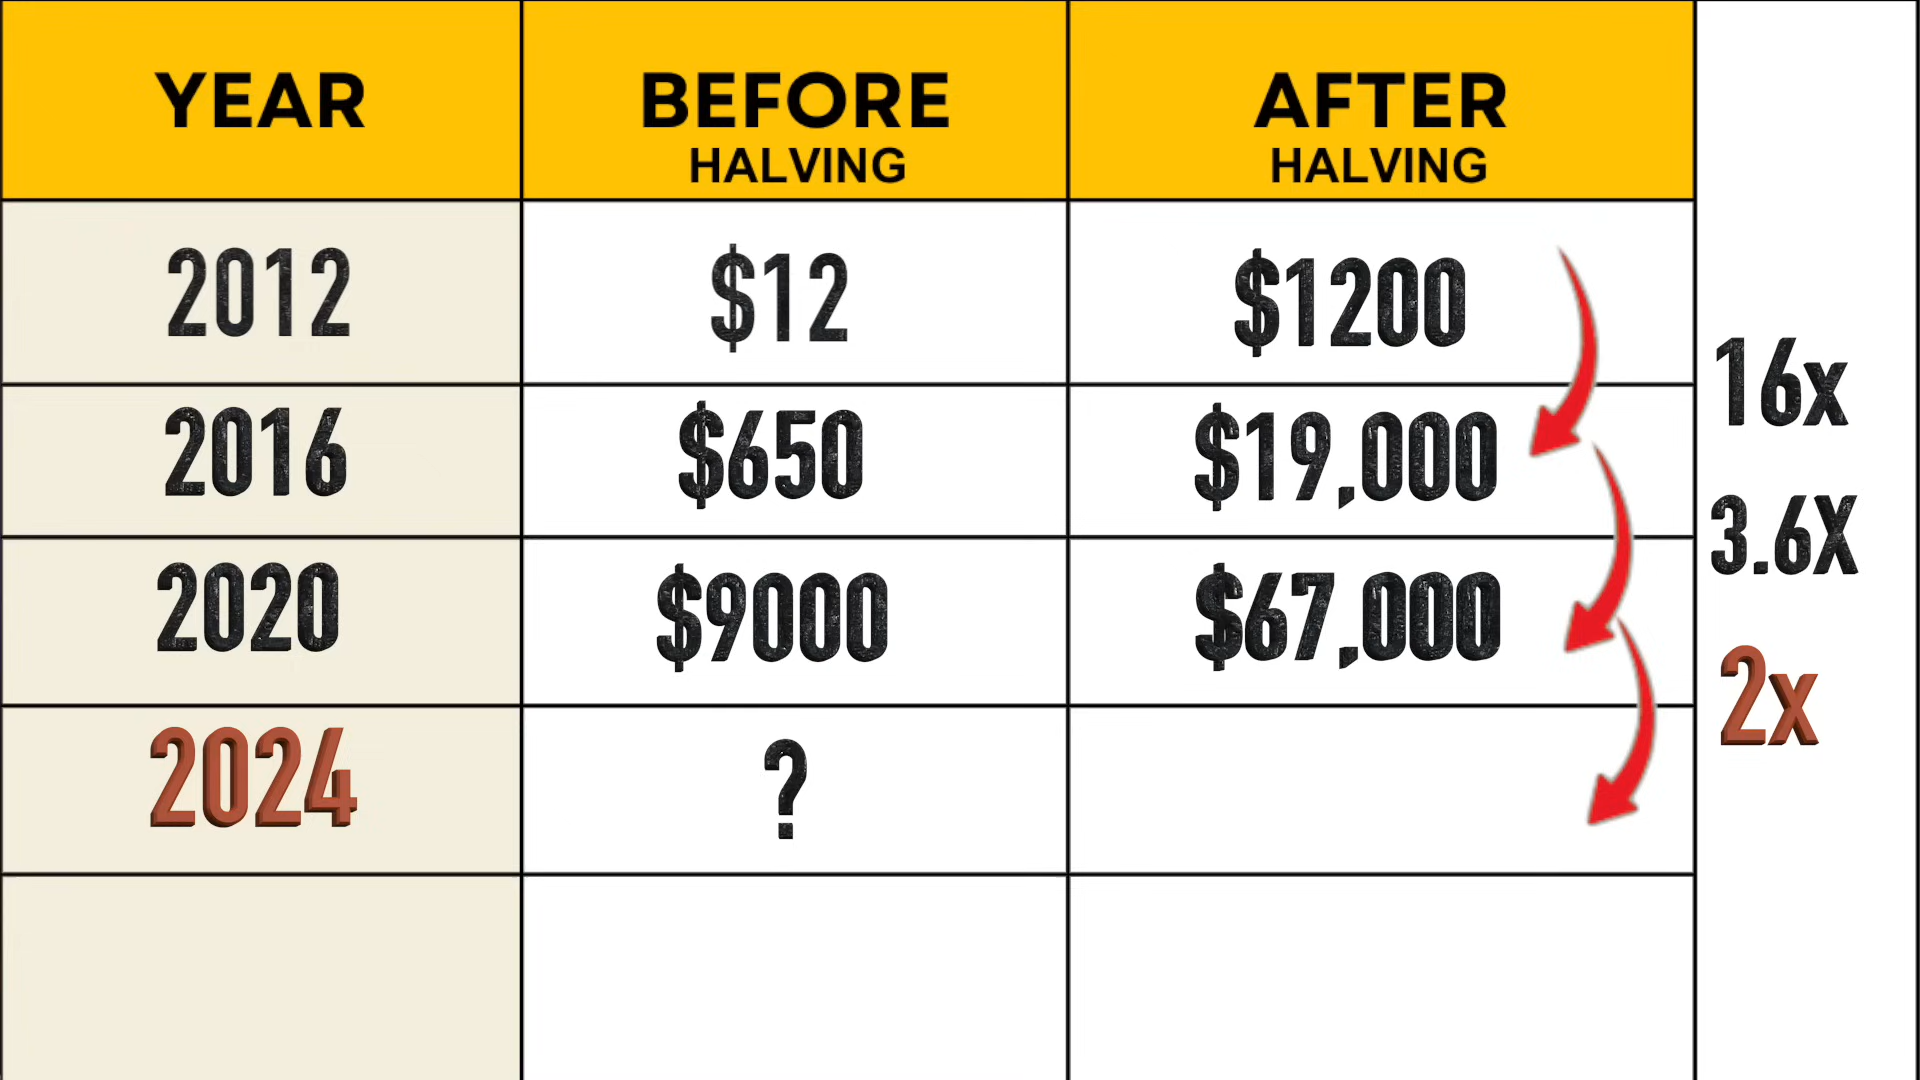 YEAR BEFORE AFTER
HALVING HALVING
2012 $12 $1200
16x
2016 $650 $19,000
3.6X
2020 $9000 $67,000
2x
2024 ?